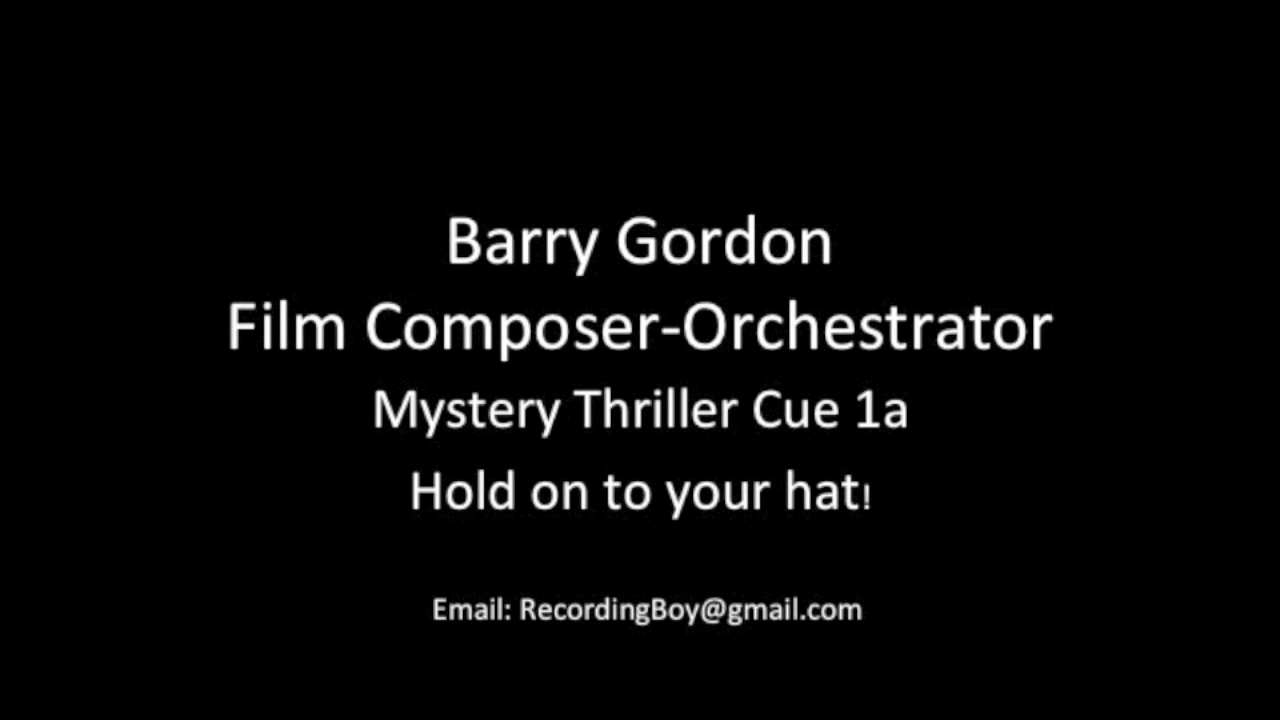 Barry Gordon
Film Composer-Orchestrator
Mystery Thriller Cue 1a
Hold on to your hat!
Email: RecordingBoy@gmail.com